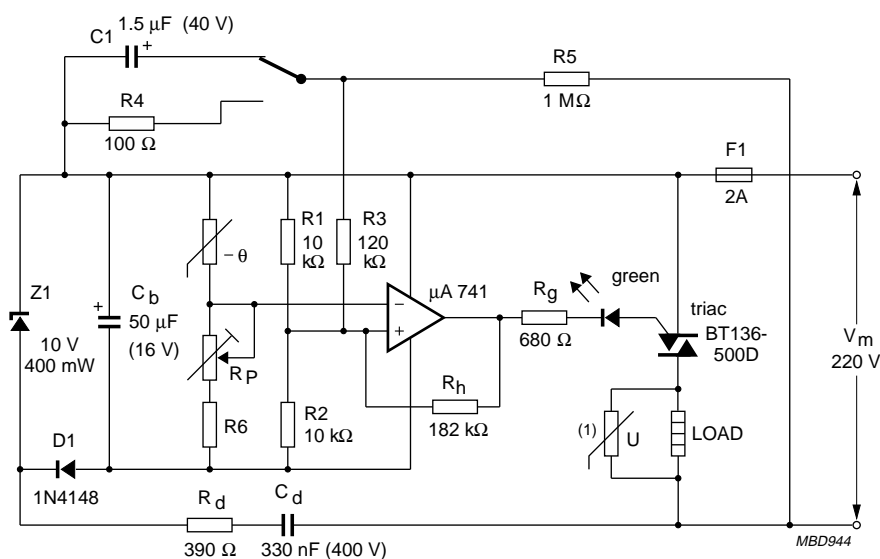 C1
1.5 μF (40 V)
+
R4
100 Ω
R5
1 MΩ
F1
2A
Z1
10 V
400 mW
+
C b
50 μF
(16 V)
- θ
R P
R6
R1
10
kΩ
R3
120
kΩ
R2
10 kΩ
−
+
μA 741
R h
182 kΩ
R g
680 Ω
green
triac
BT136-
500D
V m
220 V
(1)
U
LOAD
D1
1N4148
R d
390 Ω
C d
330 nF (400 V)
MBD944